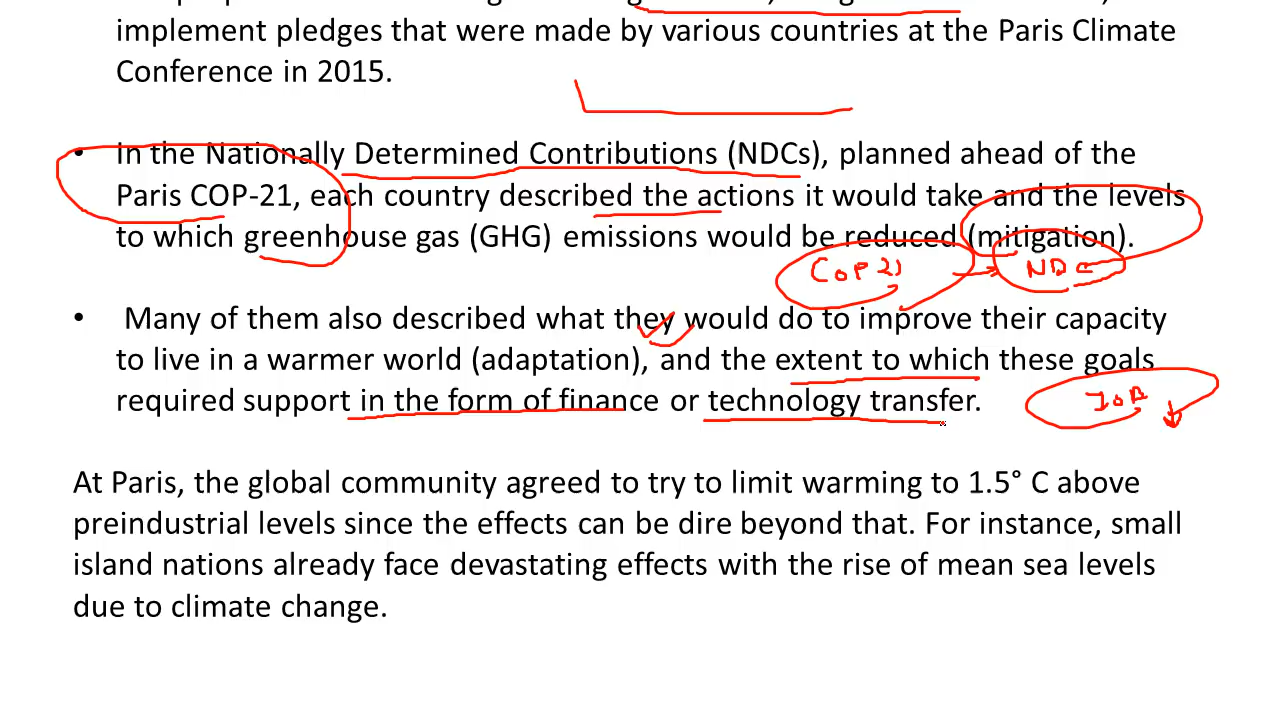 implement pledges that were made by various countries at the Paris Climate
Conference in 2015.
• In the Nationally Determined Contributions (NDCs), planned ahead of the
Paris COP-21, each country described the actions it would take and the levels
to which greenhouse gas (GHG) emissions would be reduced (mitigation).
COP 21 → NDC
• Many of them also described what they would do to improve their capacity
to live in a warmer world (adaptation), and the extent to which these goals
required support in the form of finance or technology transfer.
At Paris, the global community agreed to try to limit warming to 1.5° C above
preindustrial levels since the effects can be dire beyond that. For instance, small
island nations already face devastating effects with the rise of mean sea levels
due to climate change.